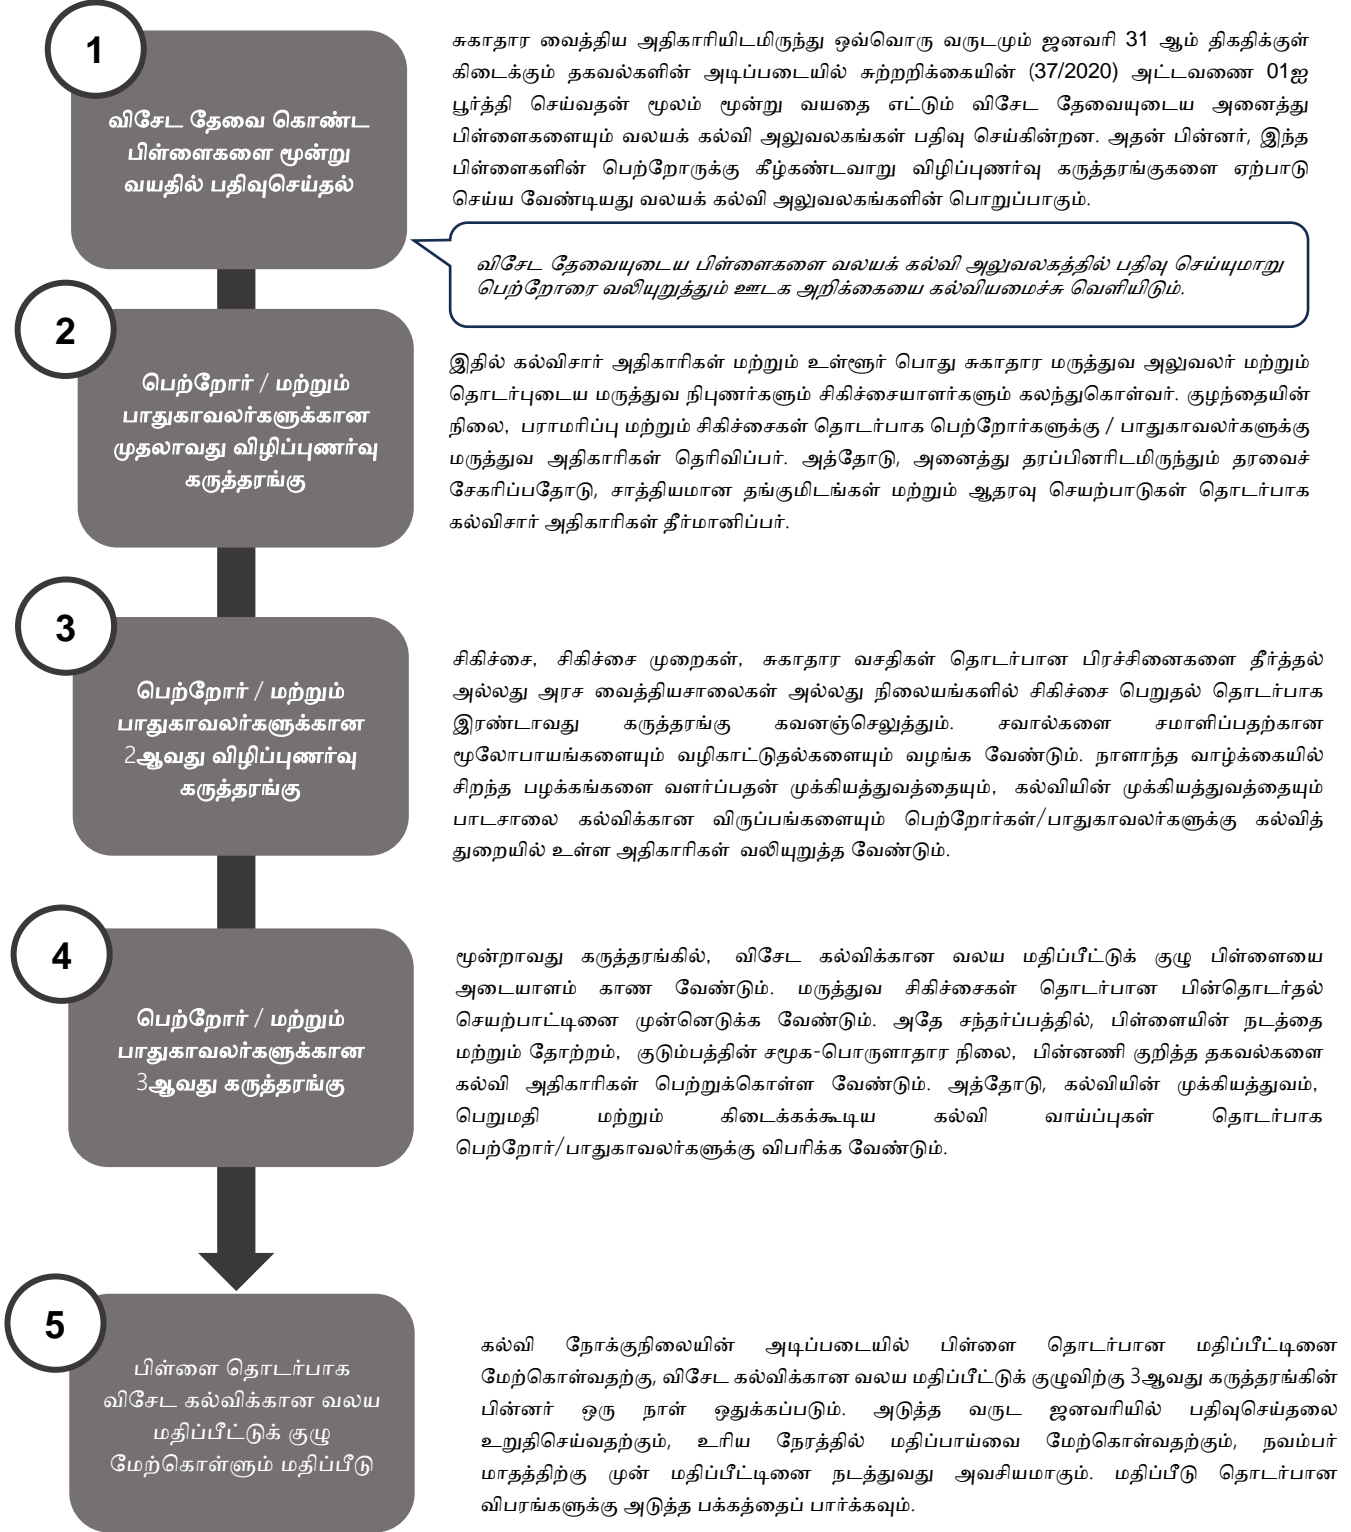 1
விசேட தேவை கொண்ட
பிள்ளைகளை மூன்று
வயதில் பதிவுசெய்தல்
சுகாதார வைத்திய அதிகாரியிடமிருந்து ஒவ்வொரு வருடமும் ஜனவரி 31 ஆம் திகதிக்குள்
கிடைக்கும் தகவல்களின் அடிப்படையில் சுற்றறிக்கையின் (37/2020) அட்டவணை 01ஐ
பூர்த்தி செய்வதன் மூலம் மூன்று வயதை எட்டும் விசேட தேவையுடைய அனைத்து
பிள்ளைகளையும் வலயக் கல்வி அலுவலகங்கள் பதிவு செய்கின்றன. அதன் பின்னர், இந்த
பிள்ளைகளின் பெற்றோருக்கு கீழ்கண்டவாறு விழிப்புணர்வு கருத்தரங்குகளை ஏற்பாடு
செய்ய வேண்டியது வலயக் கல்வி அலுவலகங்களின் பொறுப்பாகும்.
விசேட தேவையுடைய பிள்ளைகளை வலயக் கல்வி அலுவலகத்தில் பதிவு செய்யுமாறு
பெற்றோரை வலியுறுத்தும் ஊடக அறிக்கையை கல்வியமைச்சு வெளியிடும்.
2
பெற்றோர் / மற்றும்
பாதுகாவலர்களுக்கான
முதலாவது விழிப்புணர்வு
கருத்தரங்கு
இதில் கல்விசார் அதிகாரிகள் மற்றும் உள்ளூர் பொது சுகாதார மருத்துவ அலுவலர் மற்றும்
தொடர்புடைய மருத்துவ நிபுணர்களும் சிகிச்சையாளர்களும் கலந்துகொள்வர். குழந்தையின்
நிலை, பராமரிப்பு மற்றும் சிகிச்சைகள் தொடர்பாக பெற்றோர்களுக்கு / பாதுகாவலர்களுக்கு
மருத்துவ அதிகாரிகள் தெரிவிப்பர். அத்தோடு, அனைத்து தரப்பினரிடமிருந்தும் தரவைச்
சேகரிப்பதோடு, சாத்தியமான தங்குமிடங்கள் மற்றும் ஆதரவு செயற்பாடுகள் தொடர்பாக
கல்விசார் அதிகாரிகள் தீர்மானிப்பர்.
3
பெற்றோர் / மற்றும்
பாதுகாவலர்களுக்கான
2ஆவது விழிப்புணர்வு
கருத்தரங்கு
சிகிச்சை, சிகிச்சை முறைகள், சுகாதார வசதிகள் தொடர்பான பிரச்சினைகளை தீர்த்தல்
அல்லது அரச வைத்தியசாலைகள் அல்லது நிலையங்களில் சிகிச்சை பெறுதல் தொடர்பாக
இரண்டாவது கருத்தரங்கு கவனஞ்செலுத்தும். சவால்களை சமாளிப்பதற்கான
மூலோபாயங்களையும் வழிகாட்டுதல்களையும் வழங்க வேண்டும். நாளாந்த வாழ்க்கையில்
சிறந்த பழக்கங்களை வளர்ப்பதன் முக்கியத்துவத்தையும், கல்வியின் முக்கியத்துவத்தையும்
பாடசாலை கல்விக்கான விருப்பங்களையும் பெற்றோர்கள்/பாதுகாவலர்களுக்கு கல்வித்
துறையில் உள்ள அதிகாரிகள் வலியுறுத்த வேண்டும்.
4
பெற்றோர் / மற்றும்
பாதுகாவலர்களுக்கான
3ஆவது கருத்தரங்கு
மூன்றாவது கருத்தரங்கில், விசேட கல்விக்கான வலய மதிப்பீட்டுக் குழு பிள்ளையை
அடையாளம் காண வேண்டும். மருத்துவ சிகிச்சைகள் தொடர்பான பின்தொடர்தல்
செயற்பாட்டினை முன்னெடுக்க வேண்டும். அதே சந்தர்ப்பத்தில், பிள்ளையின் நடத்தை
மற்றும் தோற்றம், குடும்பத்தின் சமூக-பொருளாதார நிலை, பின்னணி குறித்த தகவல்களை
கல்வி அதிகாரிகள் பெற்றுக்கொள்ள வேண்டும். அத்தோடு, கல்வியின் முக்கியத்துவம்,
பெறுமதி மற்றும் கிடைக்கக்கூடிய கல்வி வாய்ப்புகள் தொடர்பாக
பெற்றோர்/பாதுகாவலர்களுக்கு விபரிக்க வேண்டும்.
5
பிள்ளை தொடர்பாக
விசேட கல்விக்கான வலய
மதிப்பீட்டுக் குழு
மேற்கொள்ளும் மதிப்பீடு
கல்வி நோக்குநிலையின் அடிப்படையில் பிள்ளை தொடர்பான மதிப்பீட்டினை
மேற்கொள்வதற்கு, விசேட கல்விக்கான வலய மதிப்பீட்டுக் குழுவிற்கு 3ஆவது கருத்தரங்கின்
பின்னர் ஒரு நாள் ஒதுக்கப்படும். அடுத்த வருட ஜனவரியில் பதிவுசெய்தலை
உறுதிசெய்வதற்கும், உரிய நேரத்தில் மதிப்பாய்வை மேற்கொள்வதற்கும், நவம்பர்
மாதத்திற்கு முன் மதிப்பீட்டினை நடத்துவது அவசியமாகும். மதிப்பீடு தொடர்பான
விபரங்களுக்கு அடுத்த பக்கத்தைப் பார்க்கவும்.